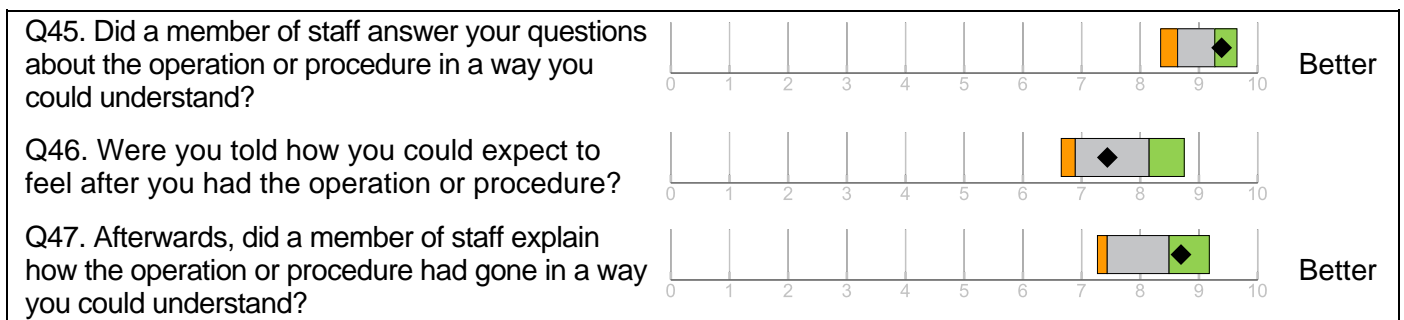 Q45. Did a member of staff answer your questions
about the operation or procedure in a way you
could understand?
0 1 2 3 4 5 6 7 8 9 10
Better
Q46. Were you told how you could expect to
feel after you had the operation or procedure?
0 1 2 3 4 5 6 7 8 9 10
Q47. Afterwards, did a member of staff explain
how the operation or procedure had gone in a way
you could understand?
0 1 2 3 4 5 6 7 8 9 10
Better